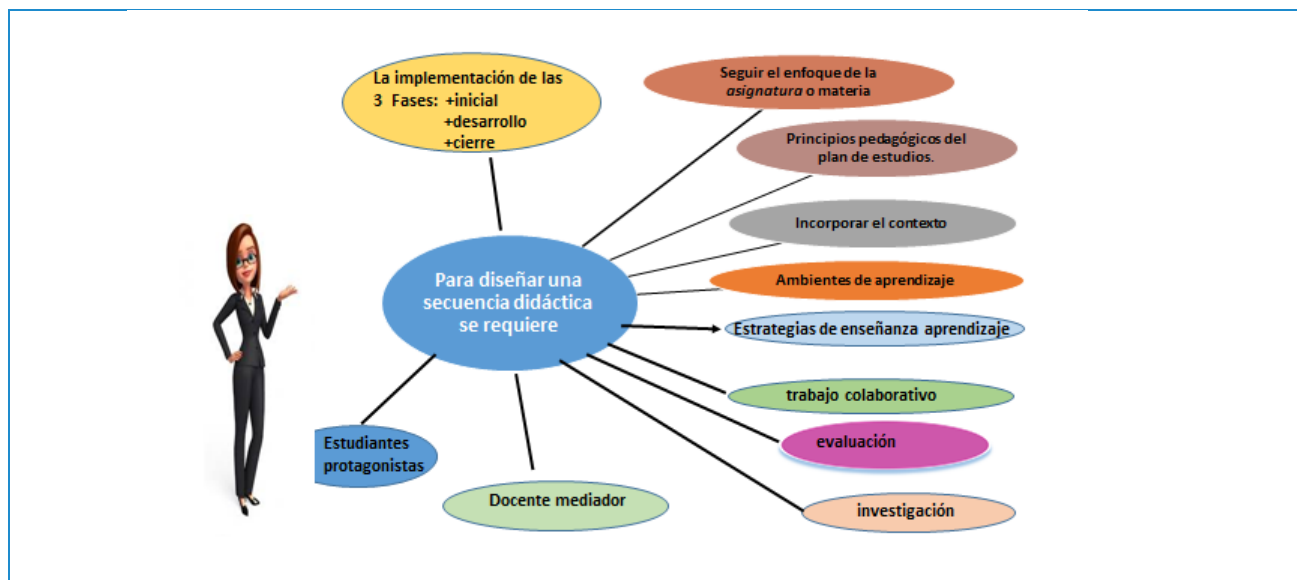 La implementación de las
3 Fases: +inicial
+desarrollo
+cierre
Seguir el enfoque de la
asignatura o materia
Principios pedagógicos del
plan de estudios.
Incorporar el contexto
Ambientes de aprendizaje
Para diseñar una
secuencia didáctica
se requiere
Estrategias de enseñanza aprendizaje
trabajo colaborativo
evaluación
Estudiantes
protagonistas
Docente mediador
investigación